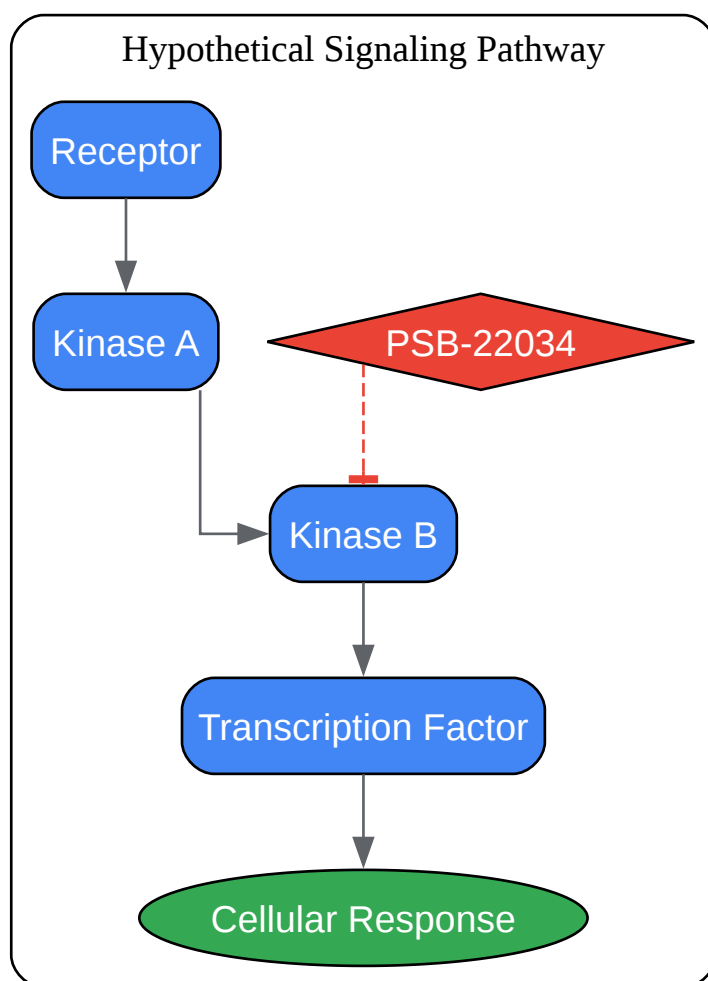 Hypothetical Signaling Pathway
Receptor
Kinase A
PSB-22034
Kinase B
Transcription Factor
Cellular Response